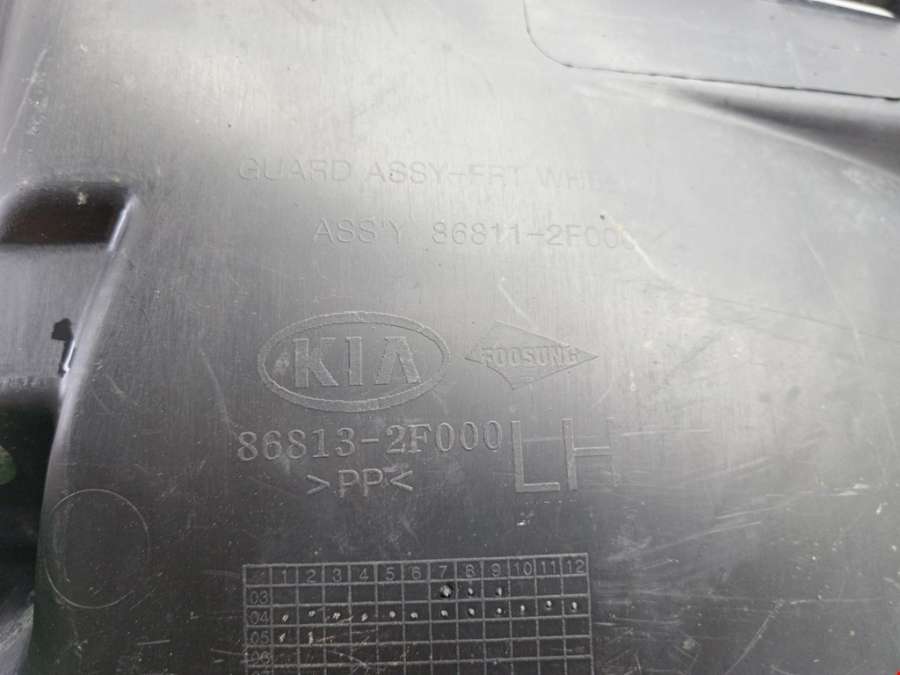 GUARD ASSY-FRT WHE
ASS'Y 86811-2F00
KIA
FOOSUNG
86813-2F000 LH
>PP<
1 2 3 4 5 6 7 8 9 10 11 12
03
04
05